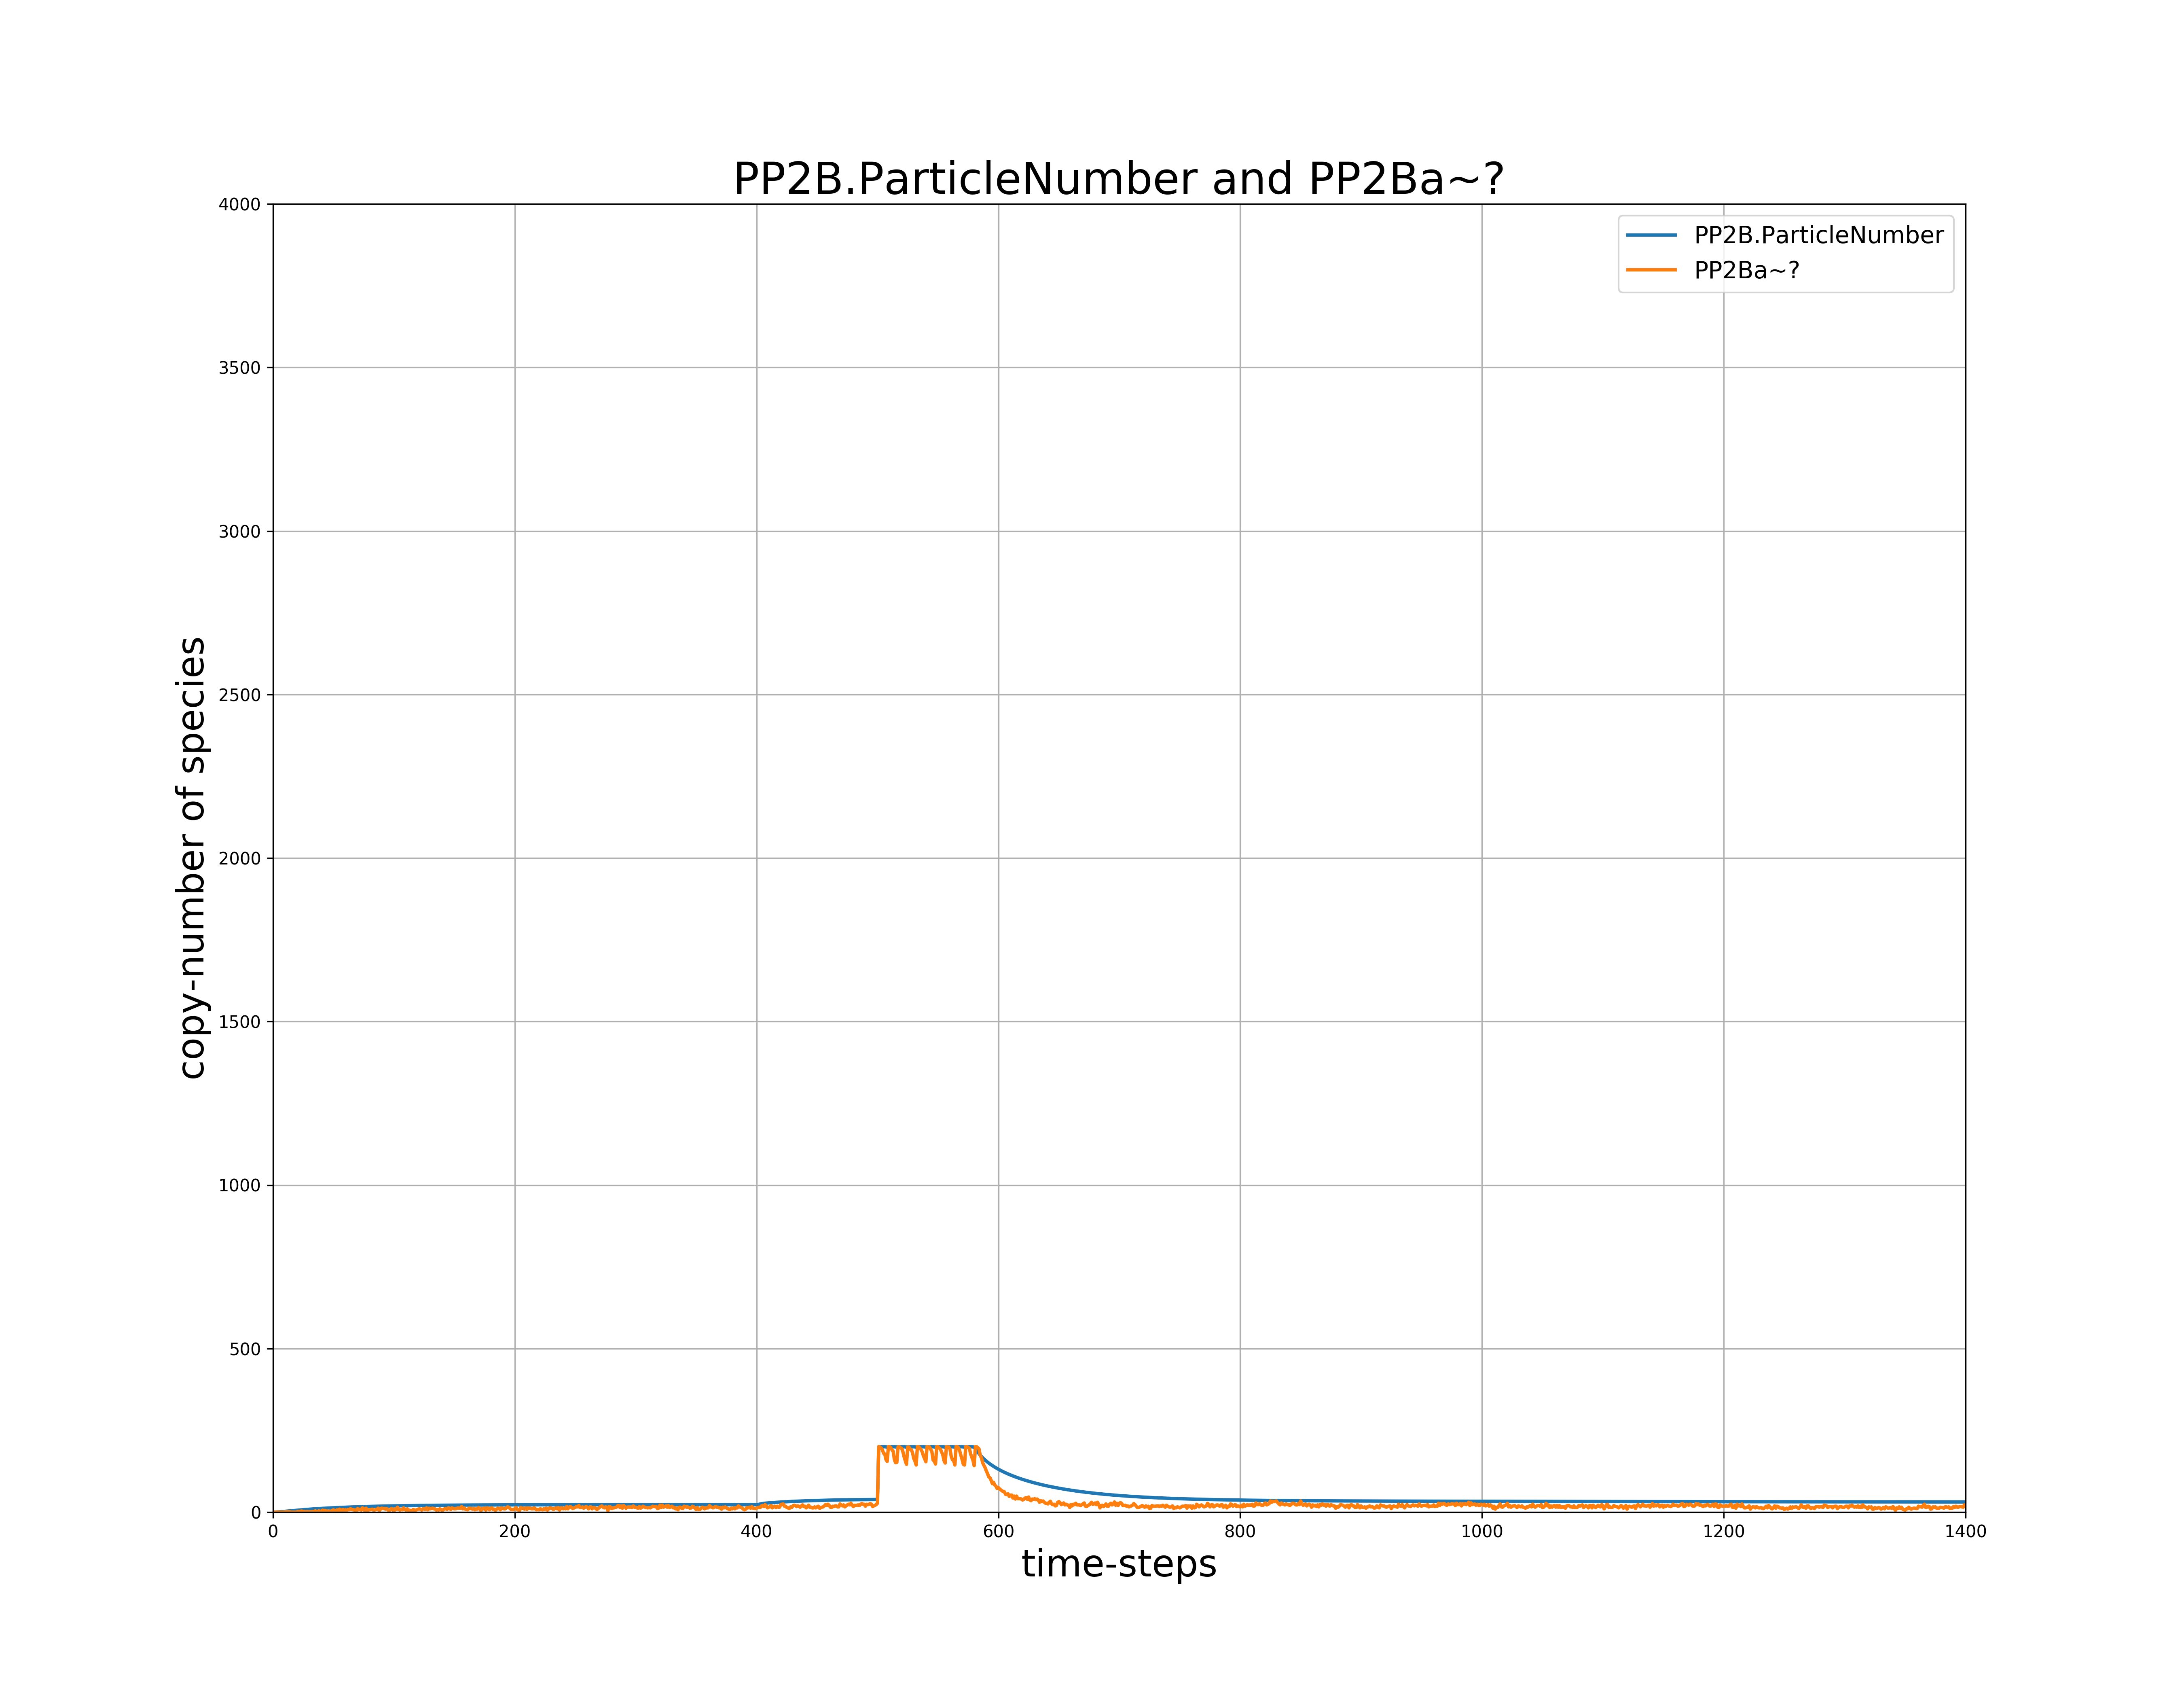 PP2B.ParticleNumber and PP2Ba~?
PP2B.ParticleNumber
PP2Ba~?
copy-number of species
4000
3500
3000
2500
2000
1500
1000
500
0
0 200 400 600 800 1000 1200 1400
time-steps